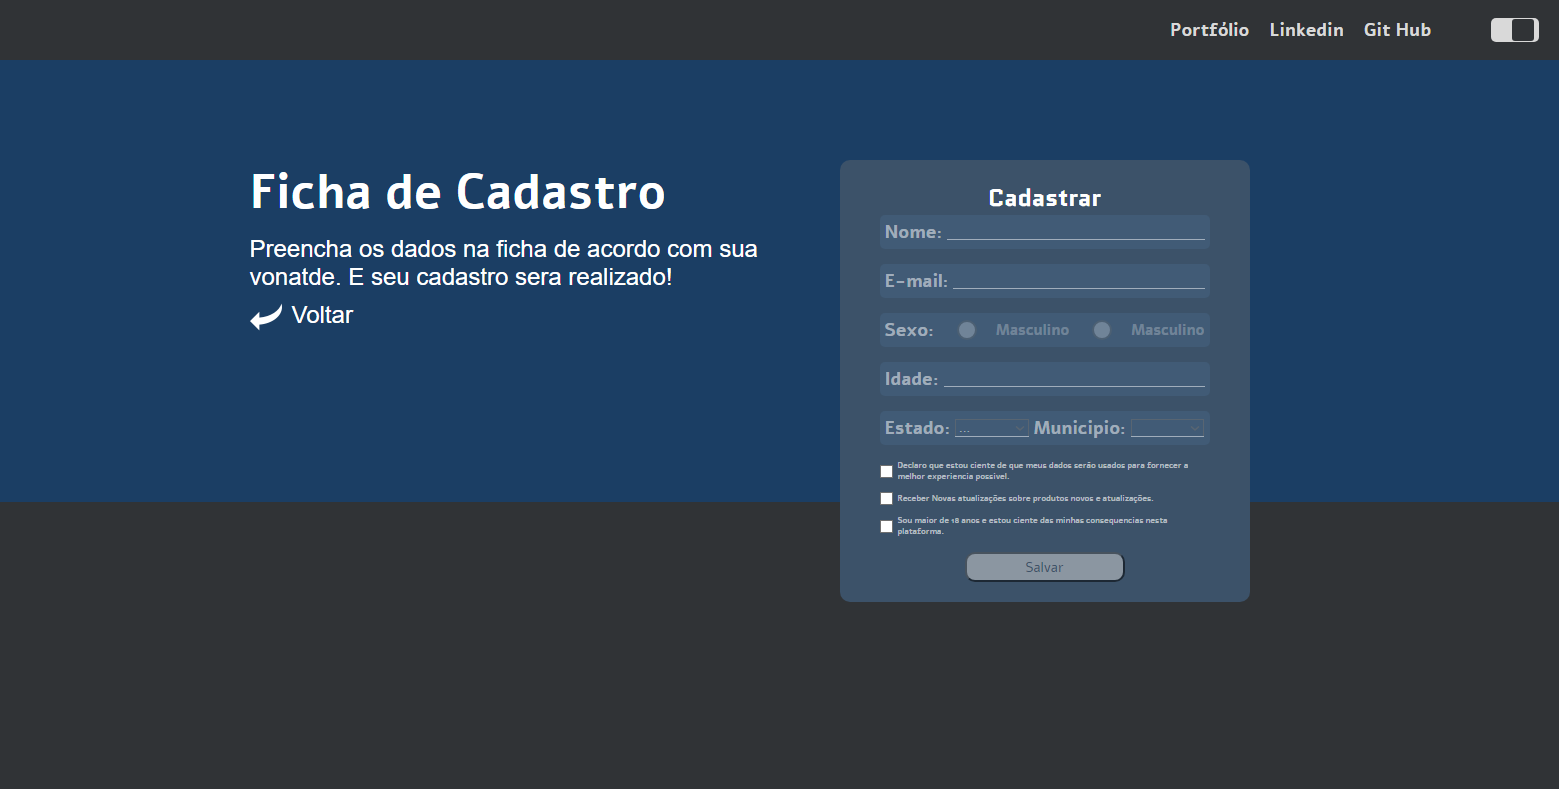 Portfólio Linkedin Git Hub
Ficha de Cadastro
Preencha os dados na ficha de acordo com sua
vonatde. E seu cadastro sera realizado!
Voltar
Cadastrar
Nome:
E-mail:
Sexo: Masculino Masculino
Idade:
Estado: ... Municipio:
Declaro que estou ciente de que meus dados serão usados para fornecer a
melhor experiencia possivel.
Receber Novas atualizações sobre produtos novos e atualizações.
Sou maior de 18 anos e estou ciente das minhas consequencias nesta
plataforma.
Salvar